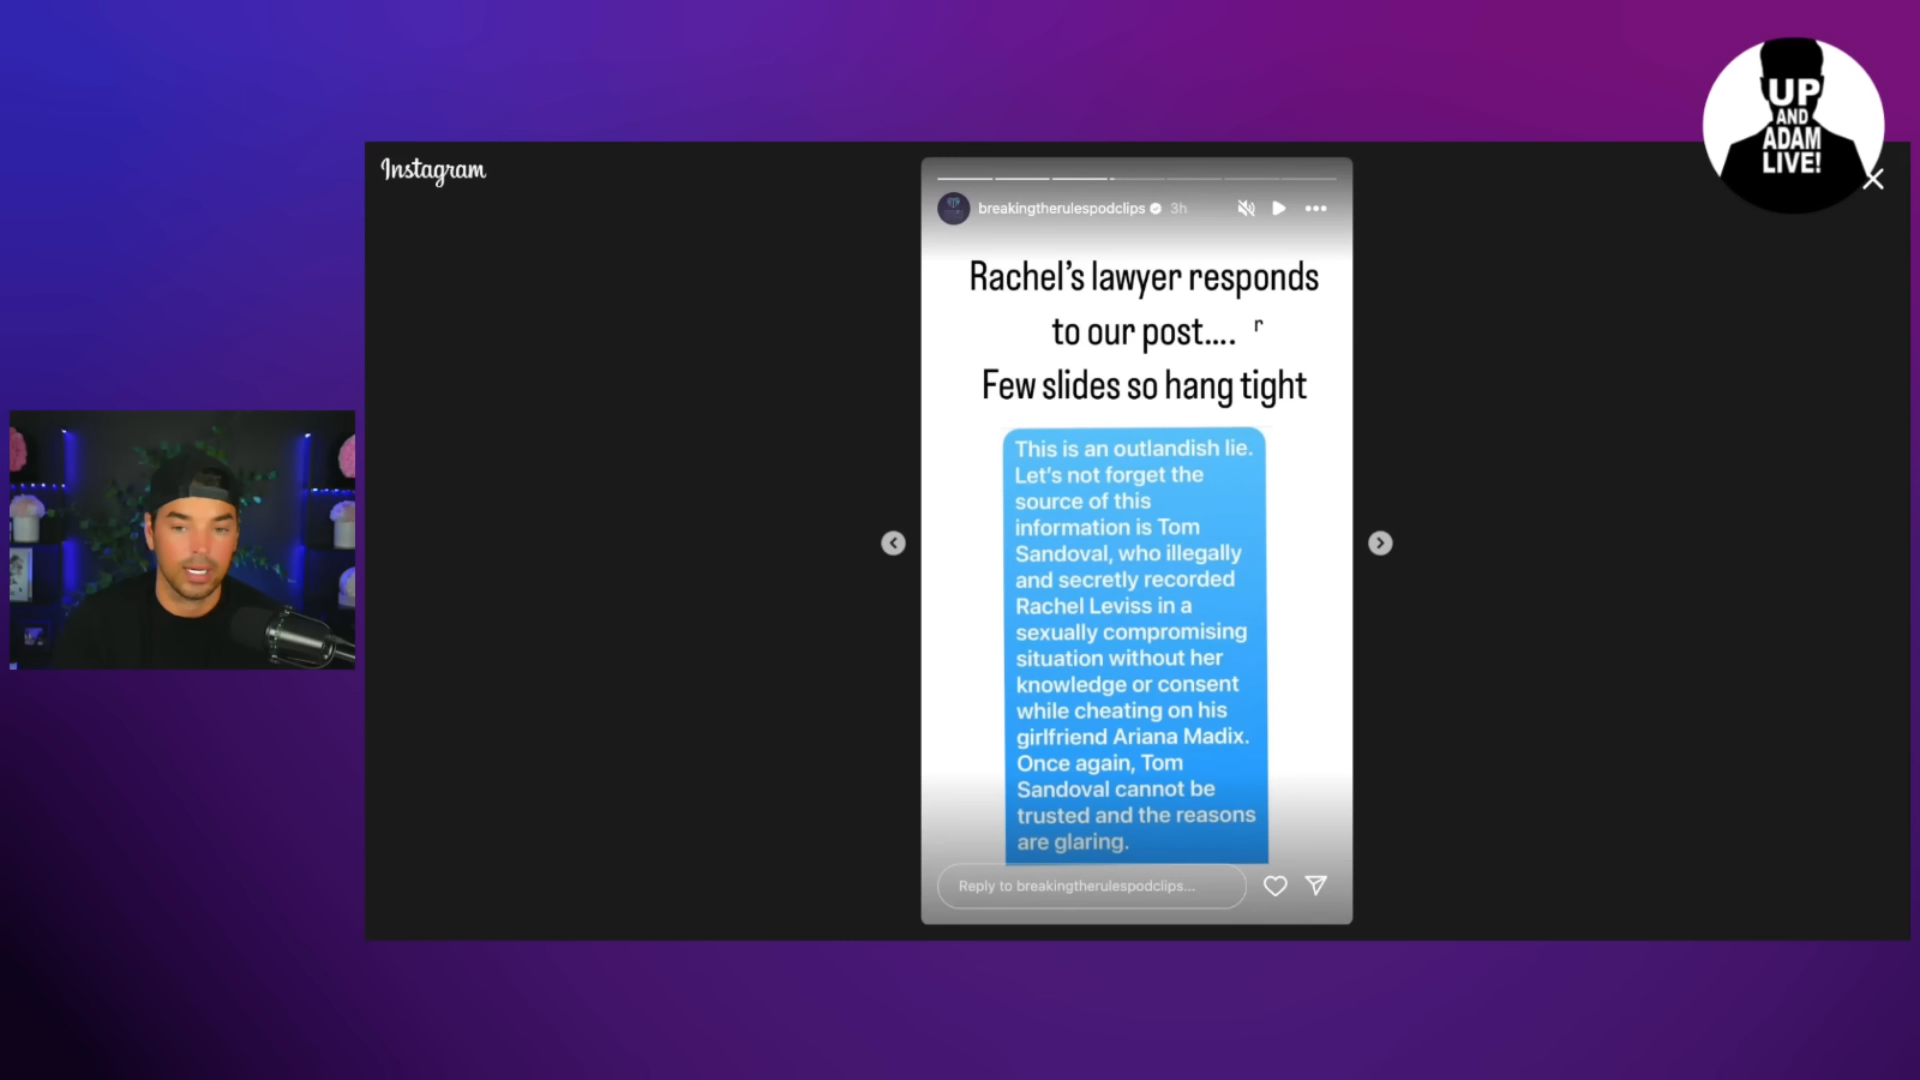 UP
AND
ADAM
LIVE!
Instagram
breakingtherulespodclips 3h
Rachel's lawyer responds
to our post.... r
Few slides so hang tight
This is an outlandish lie.
Let's not forget the
source of this
information is Tom
Sandoval, who illegally
and secretly recorded
Rachel Leviss in a
sexually compromising
situation without her
knowledge or consent
while cheating on his
girlfriend Ariana Madix.
Once again, Tom
Sandoval cannot be
trusted and the reasons
are glaring.
Reply to breakingtherulespodclips...